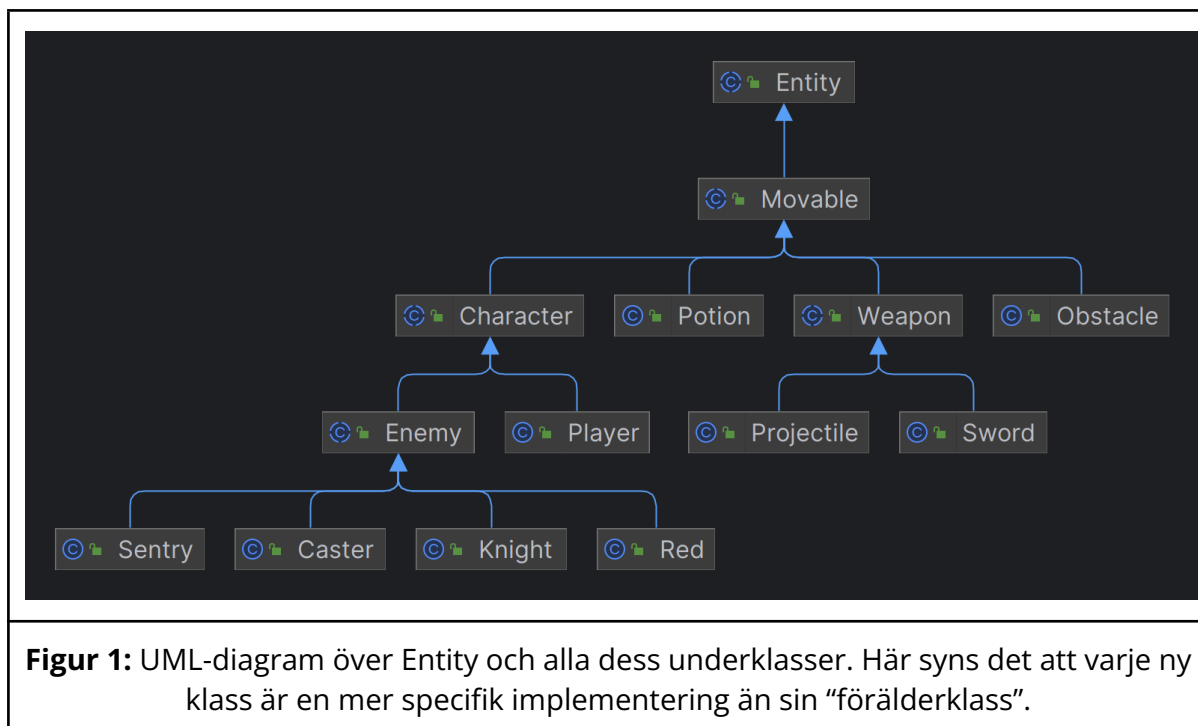 Entity
Movable
Character Potion Weapon Obstacle
Enemy Player Projectile Sword
Sentry Caster Knight Red
Figur 1: UML-diagram över Entity och alla dess underklasser. Här syns det att varje ny
klass är en mer specifik implementering än sin “förälderklass”.